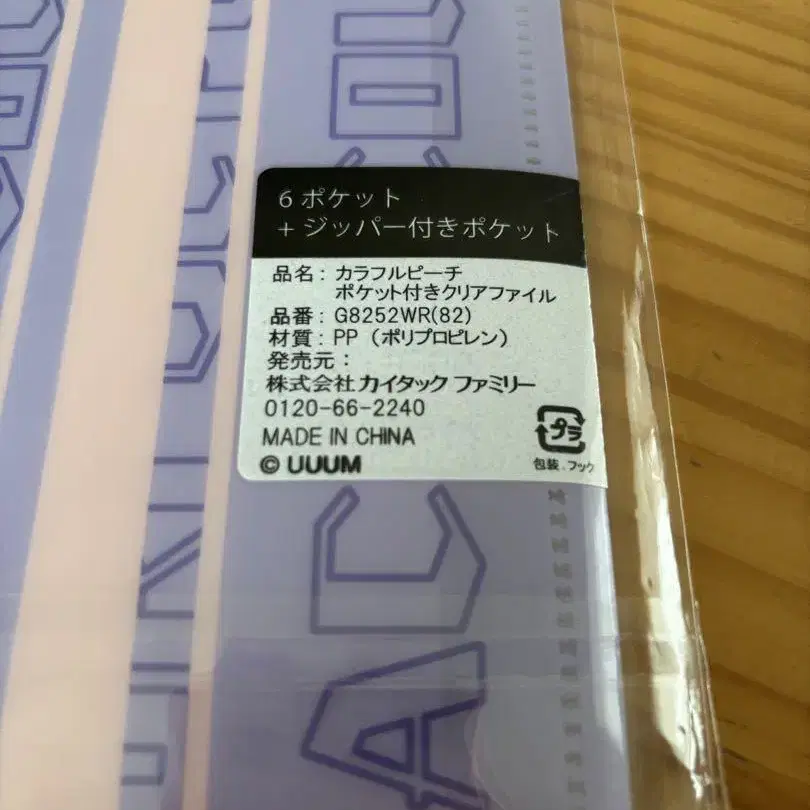 6 ポケット
+ ジッパー付きポケット
品名：カラフルピーチ
ポケット付きクリアファイル
品番：G8252WR(82)
材質：PP（ポリプロピレン）
発売元：
株式会社カイタック ファミリー
0120-66-2240
MADE IN CHINA
© UUUM
プラ
包装、フック